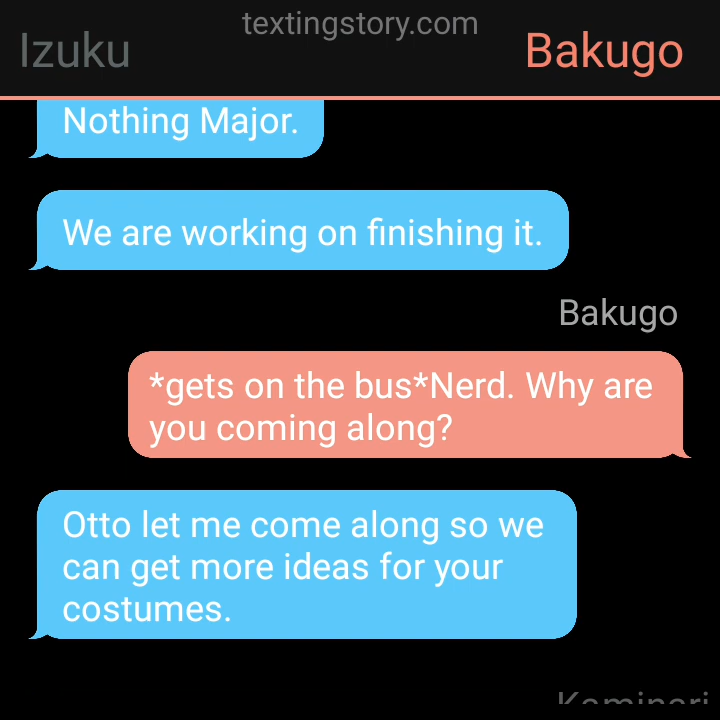 textingstory.com
Izuku
Bakugo
Nothing Major.
We are working on finishing it.
Bakugo
*gets on the bus*Nerd. Why are
you coming along?
Otto let me come along so we
can get more ideas for your
costumes.
Kaminari